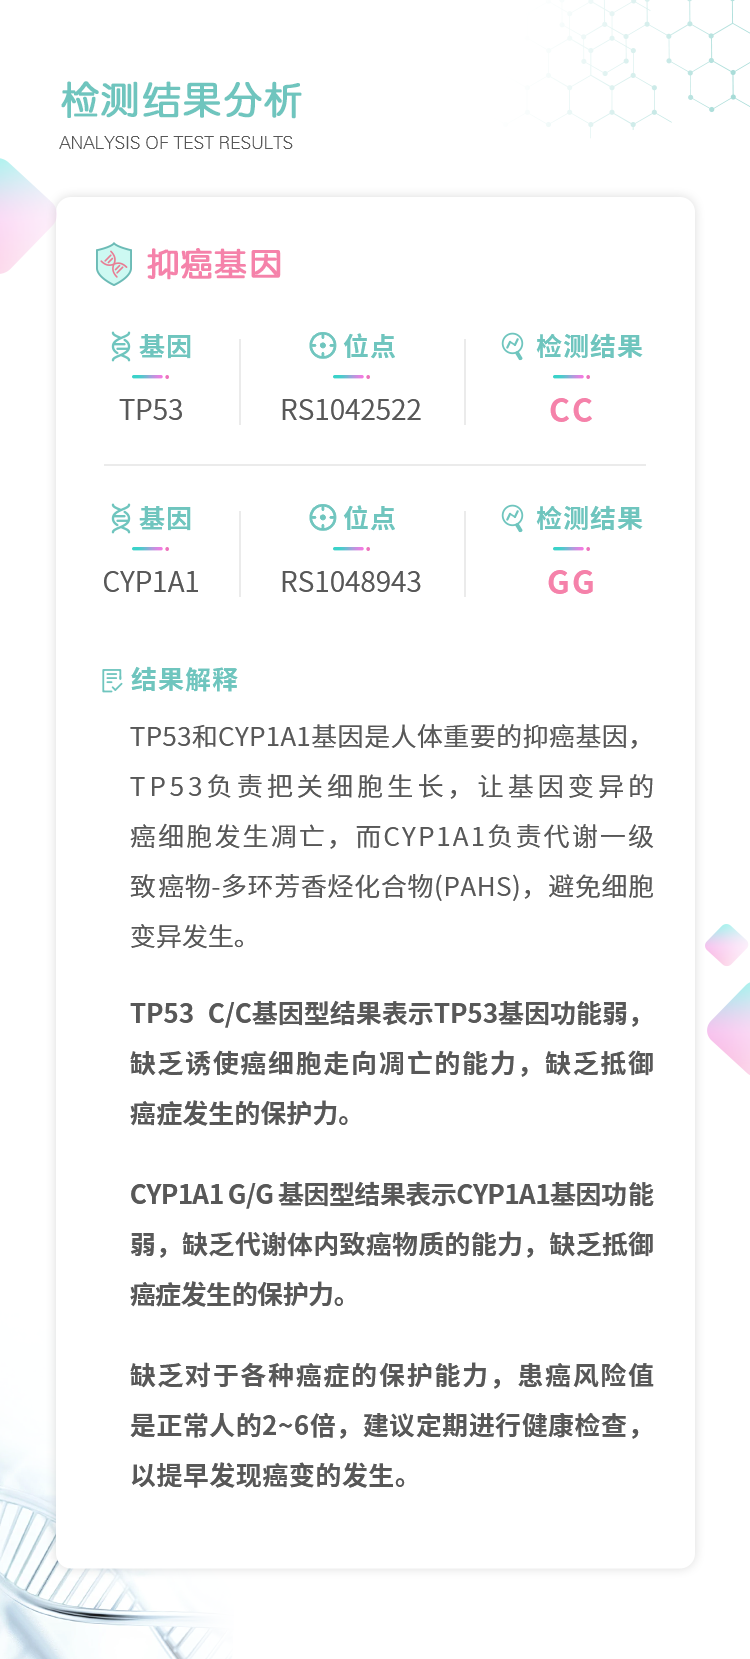 检测结果分析
ANALYSIS OF TEST RESULTS
抑癌基因
基因 位点 检测结果
TP53 RS1042522 CC
基因 位点 检测结果
CYP1A1 RS1048943 GG
结果解释
TP53和CYP1A1基因是人体重要的抑癌基因，
TP53负责把关细胞生长，让基因变异的
癌细胞发生凋亡，而CYP1A1负责代谢一级
致癌物-多环芳香烃化合物(PAHS)，避免细胞
变异发生。
TP53 C/C基因型结果表示TP53基因功能弱，
缺乏诱使癌细胞走向凋亡的能力，缺乏抵御
癌症发生的保护力。
CYP1A1 G/G 基因型结果表示CYP1A1基因功能
弱，缺乏代谢体内致癌物质的能力，缺乏抵御
癌症发生的保护力。
缺乏对于各种癌症的保护能力，患癌风险值
是正常人的2~6倍，建议定期进行健康检查，
以提早发现癌变的发生。